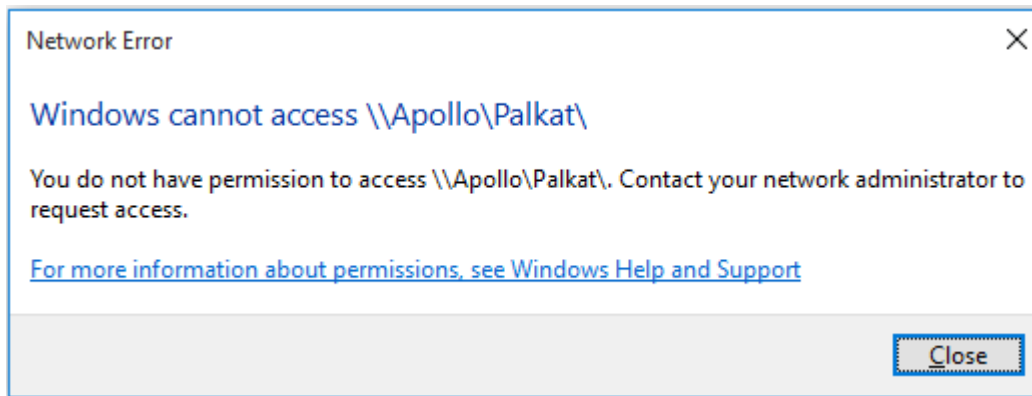 Network Error
Windows cannot access \\Apollo\Palkat\
You do not have permission to access \\Apollo\Palkat\. Contact your network administrator to
request access.
For more information about permissions, see Windows Help and Support
Close